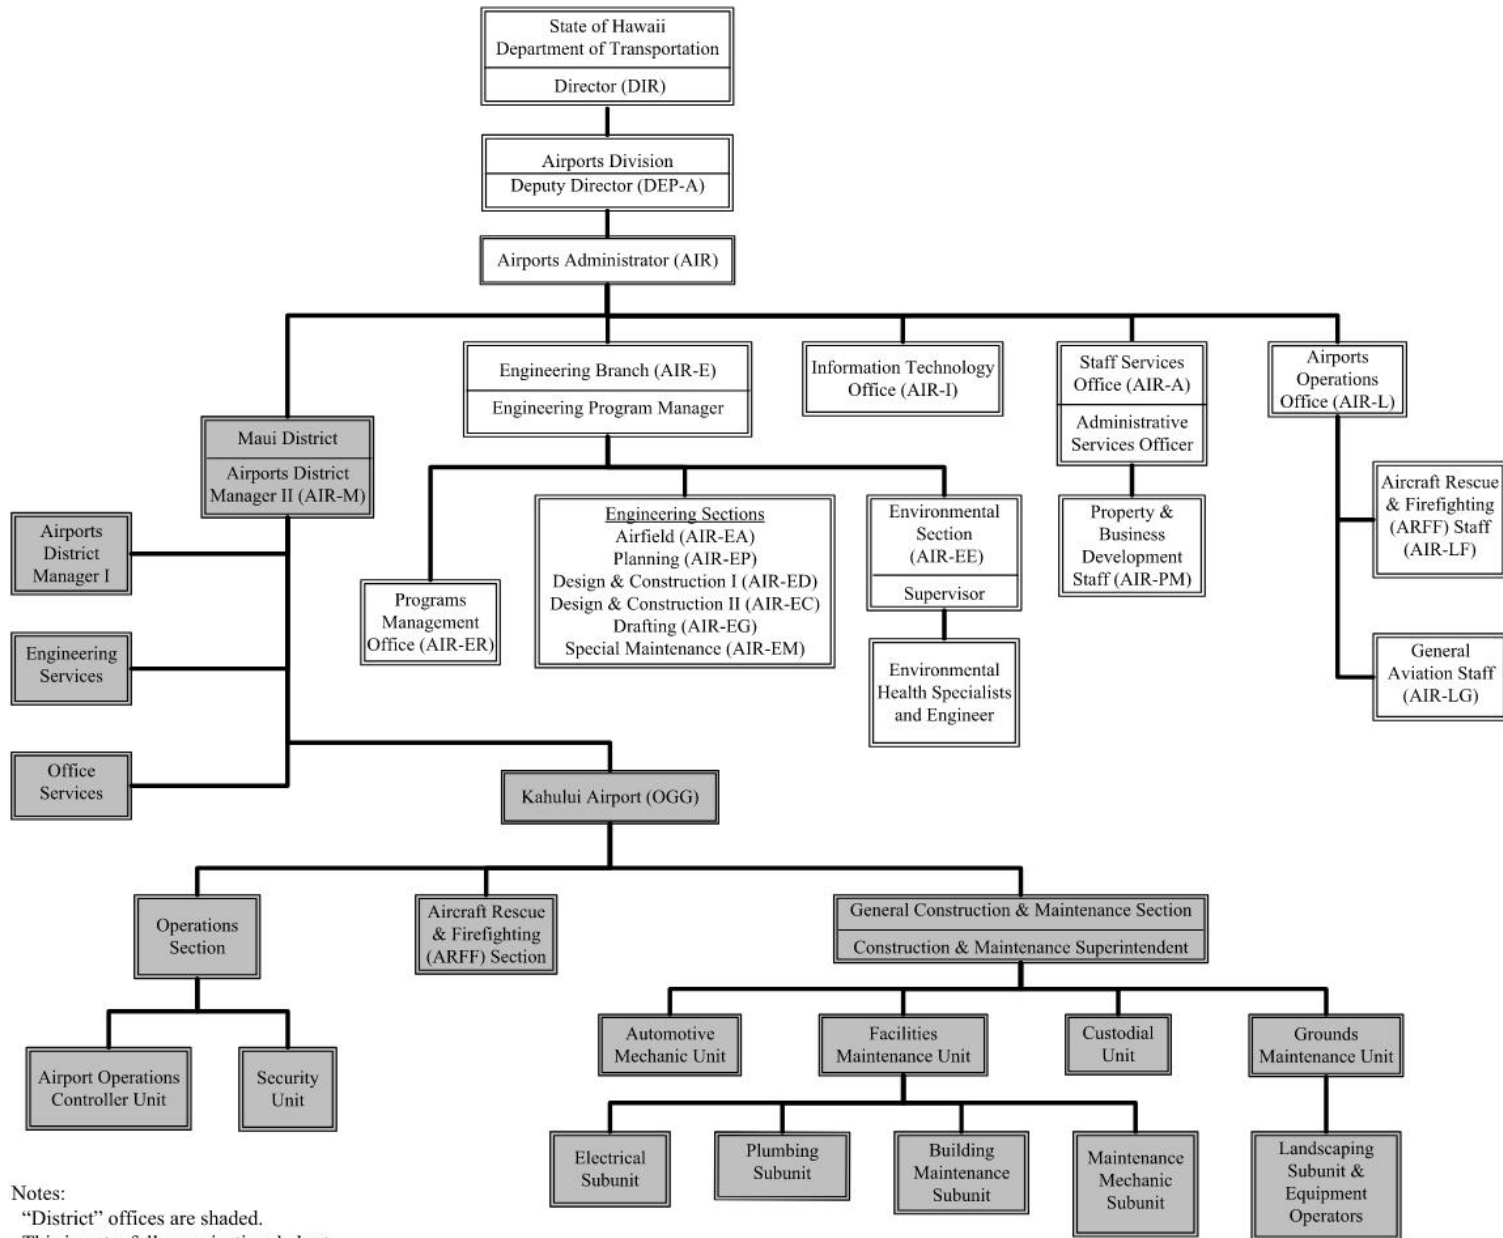 State of Hawaii
Department of Transportation
Director (DIR)
Airports Division
Deputy Director (DEP-A)
Airports Administrator (AIR)
Maui District
Airports District
Manager II (AIR-M)
Engineering Branch (AIR-E)
Engineering Program Manager
Information Technology
Office (AIR-I)
Staff Services
Office (AIR-A)
Administrative
Services Officer
Airports
Operations
Office (AIR-L)
Airports
District
Manager I
Engineering
Services
Office
Services
Programs
Management
Office (AIR-ER)
Engineering Sections
Airfield (AIR-EA)
Planning (AIR-EP)
Design & Construction I (AIR-ED)
Design & Construction II (AIR-EC)
Drafting (AIR-EG)
Special Maintenance (AIR-EM)
Environmental
Section
(AIR-EE)
Supervisor
Environmental
Health Specialists
and Engineer
Property &
Business
Development
Staff (AIR-PM)
Aircraft Rescue
& Firefighting
(ARFF) Staff
(AIR-LF)
General
Aviation Staff
(AIR-LG)
Kahului Airport (OGG)
Operations
Section
Aircraft Rescue
& Firefighting
(ARFF) Section
General Construction & Maintenance Section
Construction & Maintenance Superintendent
Airport Operations
Controller Unit
Security
Unit
Automotive
Mechanic Unit
Facilities
Maintenance Unit
Custodial
Unit
Grounds
Maintenance Unit
Electrical
Subunit
Plumbing
Subunit
Building
Maintenance
Subunit
Maintenance
Mechanic
Subunit
Landscaping
Subunit &
Equipment
Operators
Notes:
“District” offices are shaded.